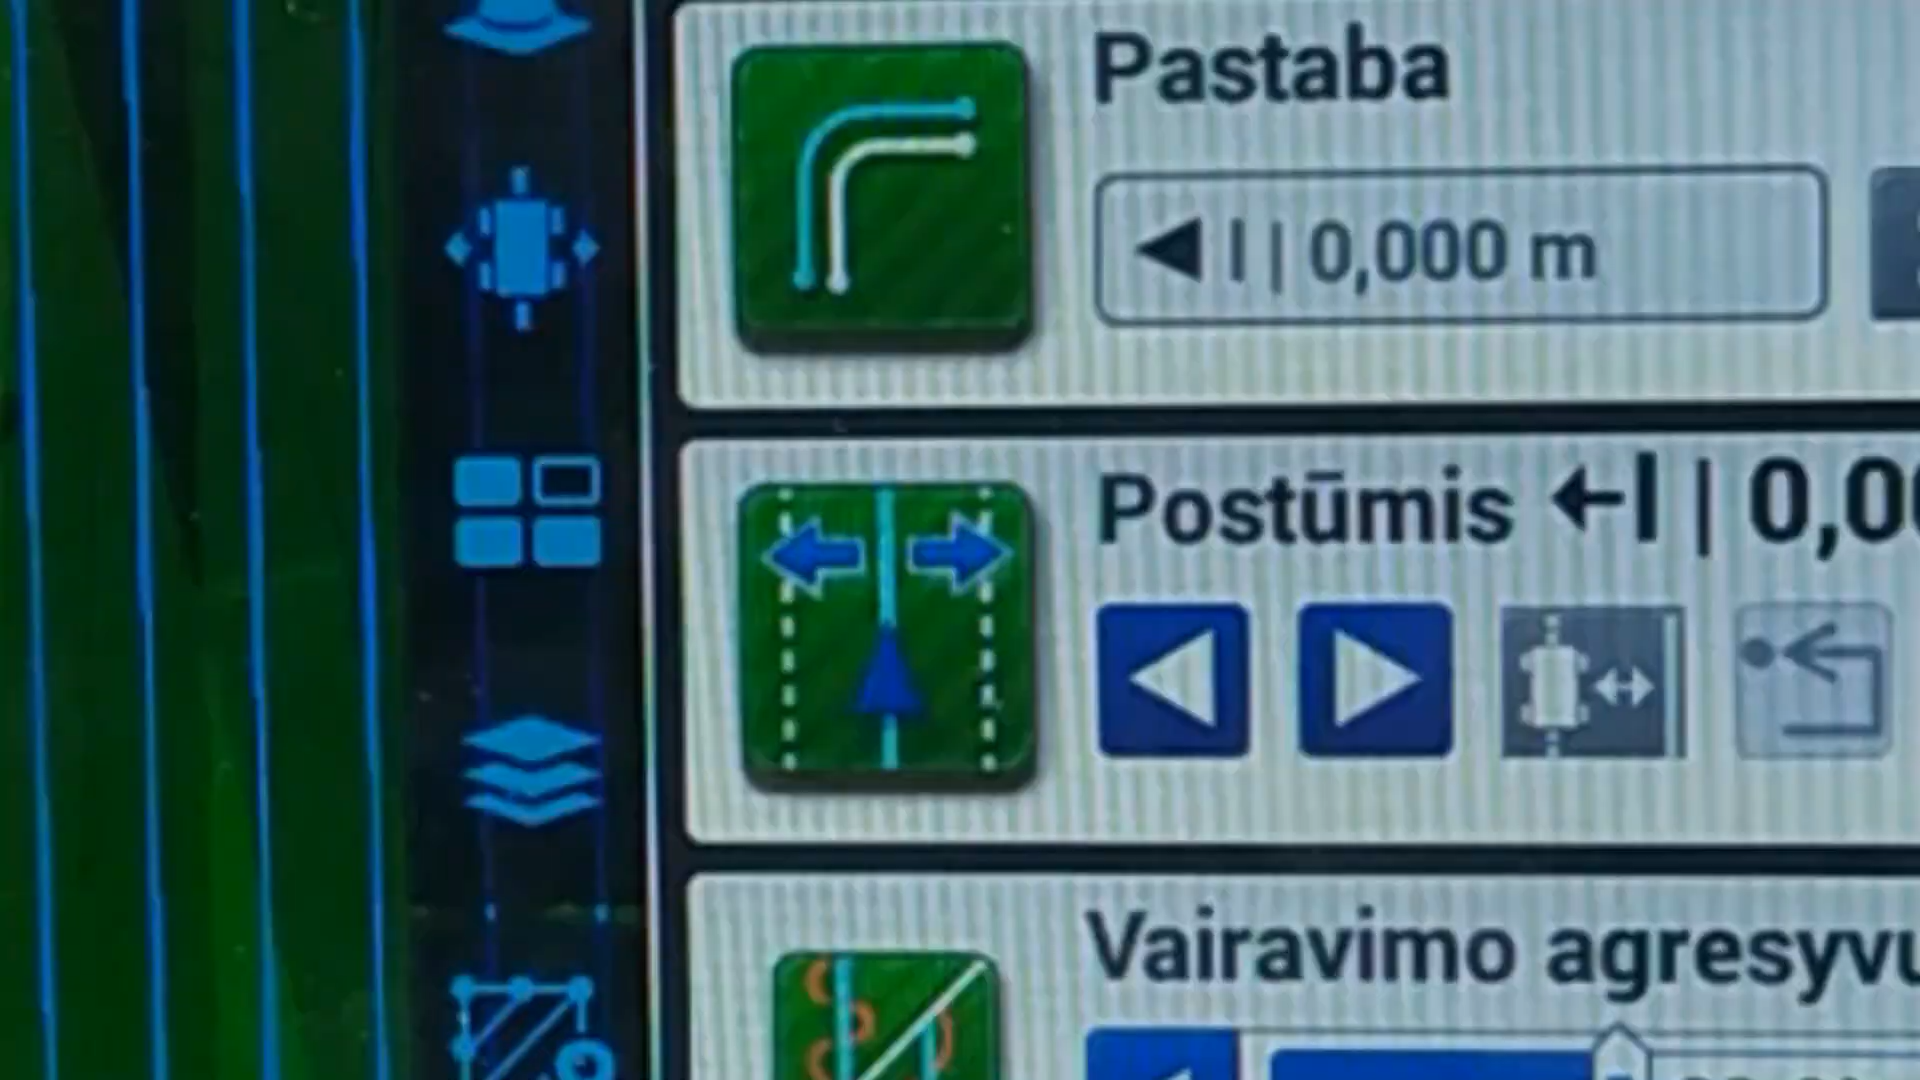 Pastaba
◀ I | 0,000 m
Postūmis ←I | 0,0
Vairavimo agresyvu